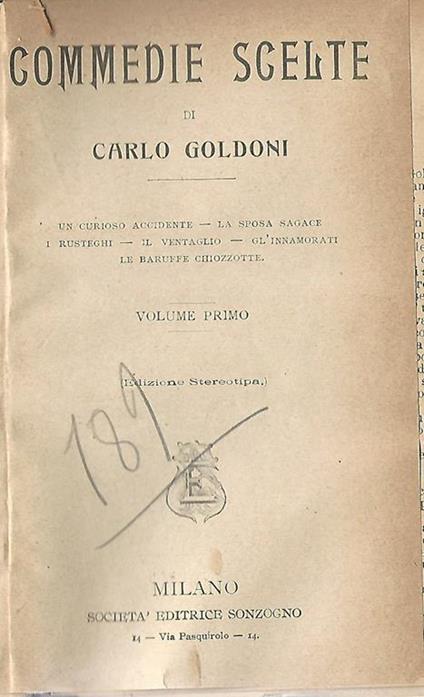 COMMEDIE SCELTE
DI
CARLO GOLDONI
UN CURIOSO ACCIDENTE — LA SPOSA SAGACE
I RUSTEGHI — IL VENTAGLIO — GL'INNAMORATI
LE BARUFFE CHIOZZOTTE.
VOLUME PRIMO
(Edizione Stereotipa.)
189
E
MILANO
SOCIETA' EDITRICE SONZOGNO
14 — Via Pasquirolo — 14.